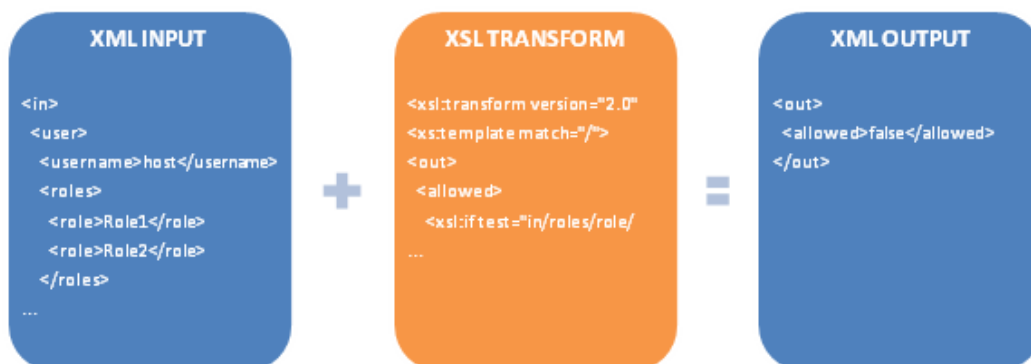 XML INPUT
<in>
<user>
<username>host</username>
<roles>
<role>Role1</role>
<role>Role2</role>
</roles>
...
+
XSL TRANSFORM
<xsl:transform version="2.0"
<xs:template match="/">
<out>
<allowed>
<xsl:if test="in/roles/role/
...
=
XML OUTPUT
<out>
<allowed>false</allowed>
</out>